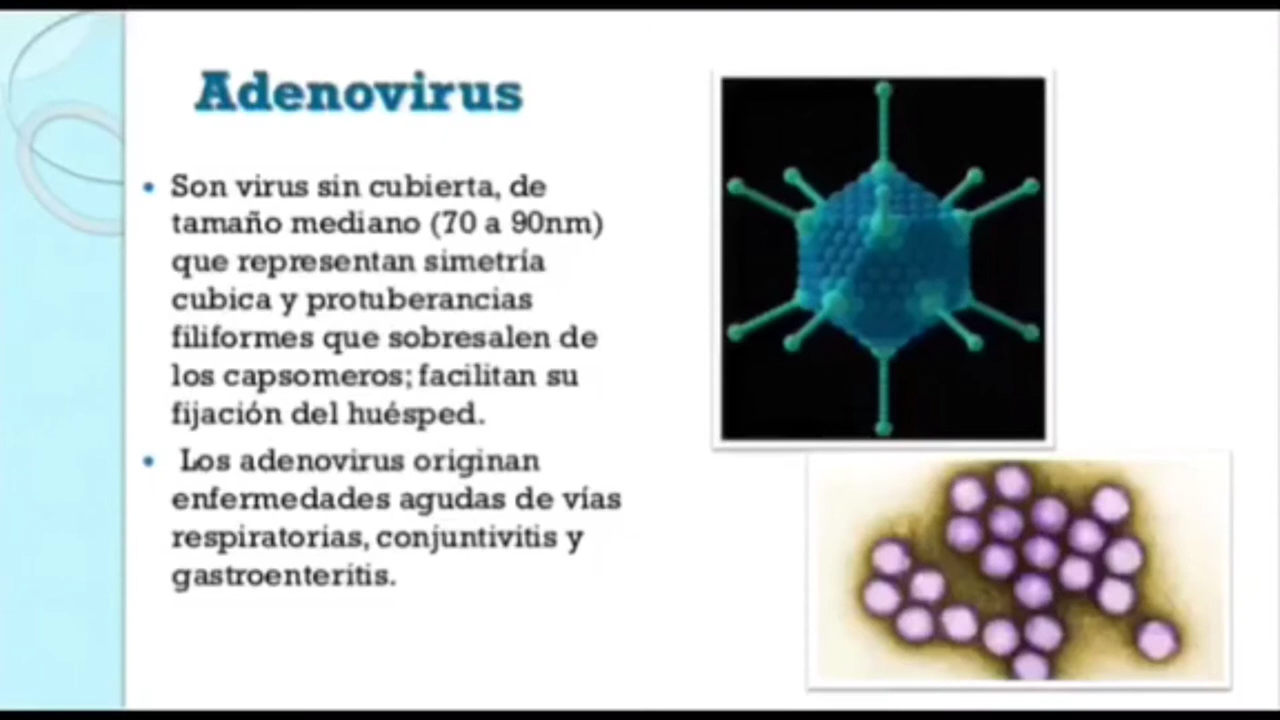 Adenovirus
• Son virus sin cubierta, de
tamaño mediano (70 a 90nm)
que representan simetría
cubica y protuberancias
filiformes que sobresalen de
los capsomeros; facilitan su
fijación del huésped.
• Los adenovirus originan
enfermedades agudas de vías
respiratorias, conjuntivitis y
gastroenteritis.